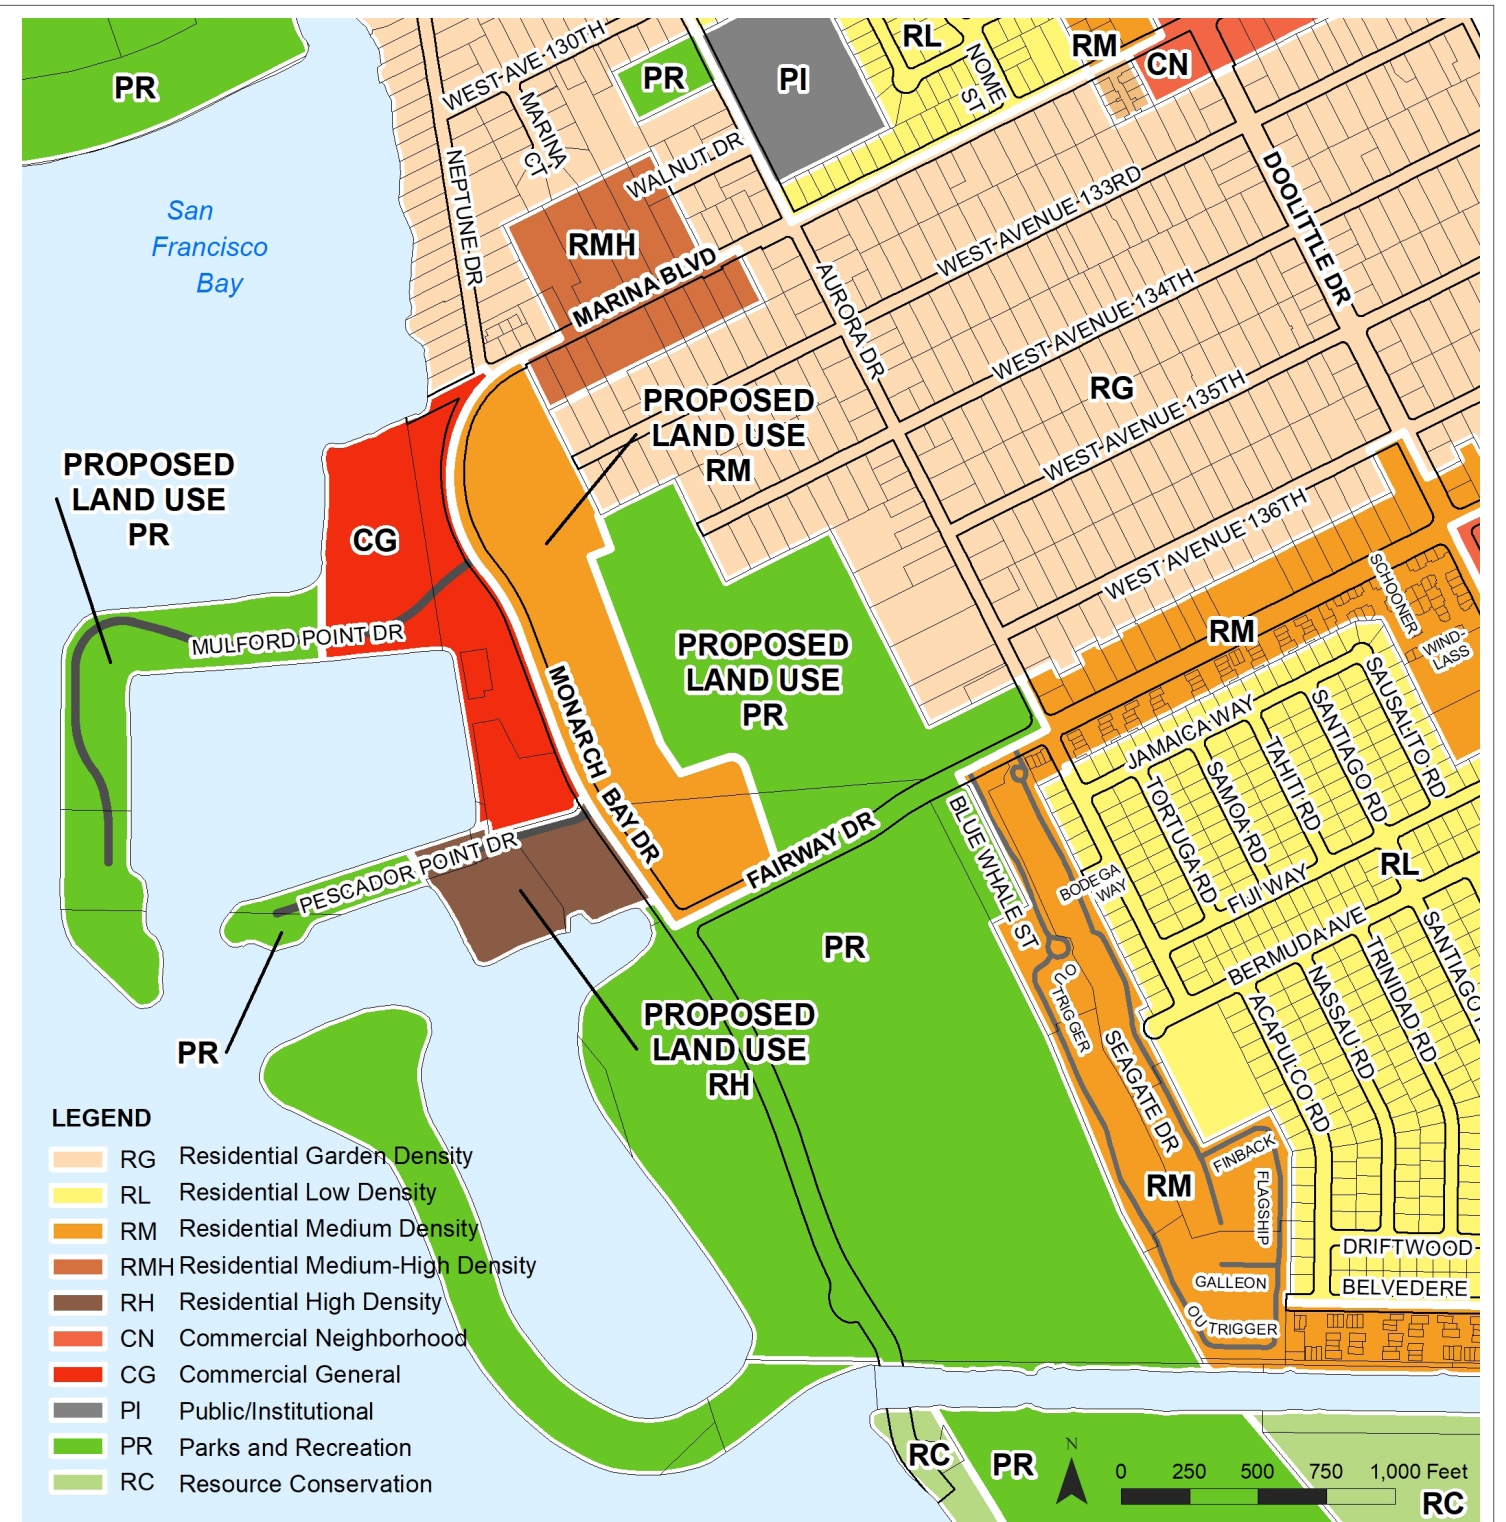 PR
WEST AVE 130TH
PR
PI
RL
NOME
ST
RM
CN
MARINA
CT
WALNUT DR
NEPTUNE DR
San
Francisco
Bay
RMH
MARINA BLVD
AURORA DR
WEST AVENUE 133RD
DOOLITTLE DR
WEST AVENUE 134TH
RG
WEST AVENUE 135TH
WEST AVENUE 136TH
PROPOSED
LAND USE
RM
PROPOSED
LAND USE
PR
CG
MULFORD POINT DR
PROPOSED
LAND USE
PR
RM
SCHOONER
WIND-
LASS
MONARCH BAY DR
JAMAICA WAY
SAUSALITO RD
SANTIAGO RD
TAHITI RD
SAMOA RD
TORTUGA RD
BLUE WHALE ST
FAIRWAY DR
PESCADOR POINT DR
BODEGA
WAY
FIJI WAY
RL
BERMUDA AVE
SANTIAGO
TRINIDAD RD
NASSAU RD
ACAPULCO RD
PR
OUTRIGGER
SEAGATE DR
PR
PROPOSED
LAND USE
RH
RM
FINBACK
FLAGSHIP
DRIFTWOOD
BELVEDERE
GALLEON
OUTRIGGER
LEGEND
RG Residential Garden Density
RL Residential Low Density
RM Residential Medium Density
RMH Residential Medium-High Density
RH Residential High Density
CN Commercial Neighborhood
CG Commercial General
PI Public/Institutional
PR Parks and Recreation
RC Resource Conservation
RC
PR
N
0 250 500 750 1,000 Feet
RC